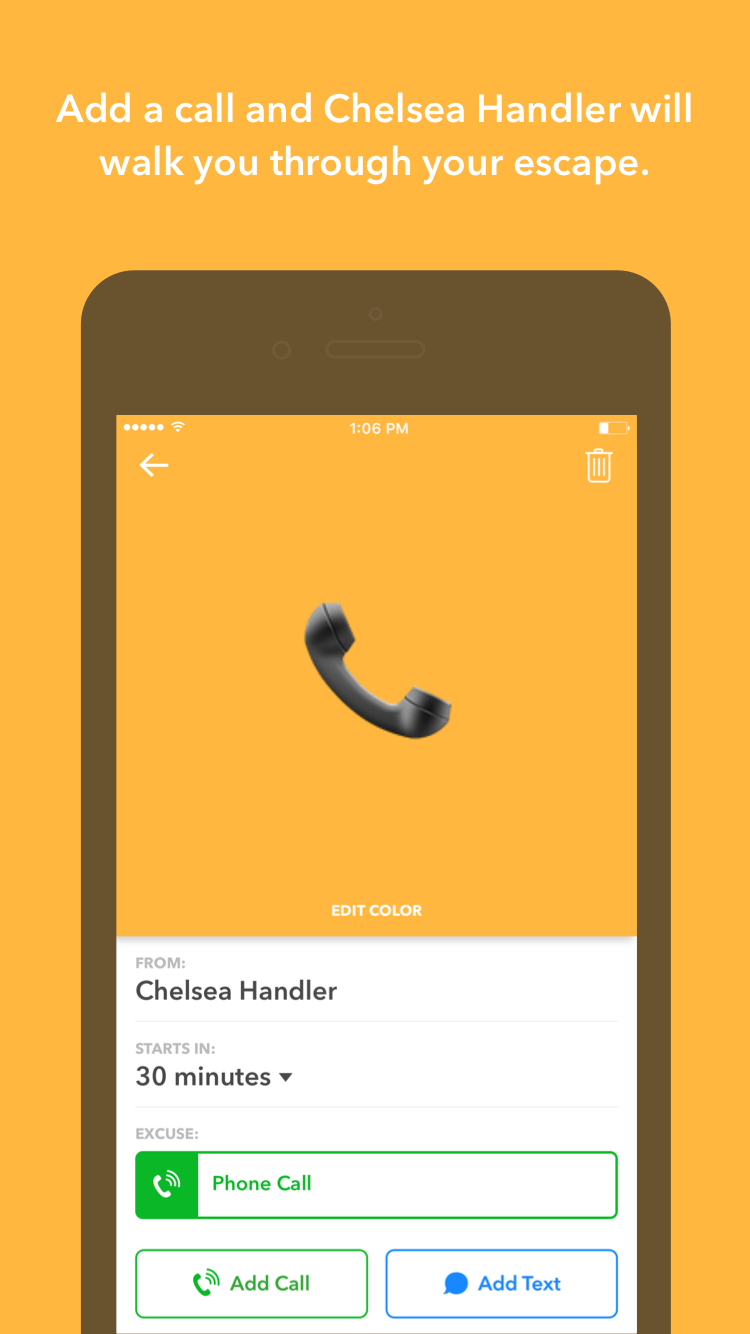 Add a call and Chelsea Handler will
walk you through your escape.
1:06 PM
EDIT COLOR
FROM:
Chelsea Handler
STARTS IN:
30 minutes
EXCUSE:
Phone Call
Add Call
Add Text